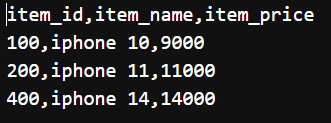 item_id,item_name,item_price
100,iphone 10,9000
200,iphone 11,11000
400,iphone 14,14000